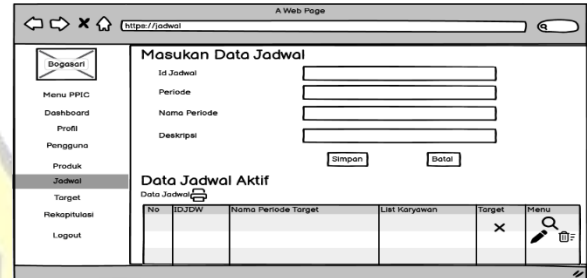 A Web Page
https://jadwal
Bogasari
Menu PPIC
Dashboard
Profil
Pengguna
Produk
Jadwal
Target
Rekapitulasi
Logout
Masukan Data Jadwal
Id Jadwal
Periode
Nama Periode
Deskripsi
Simpan Batal
Data Jadwal Aktif
Data Jadwal
No IDJDW Nama Periode Target List Karyawan Target Menu